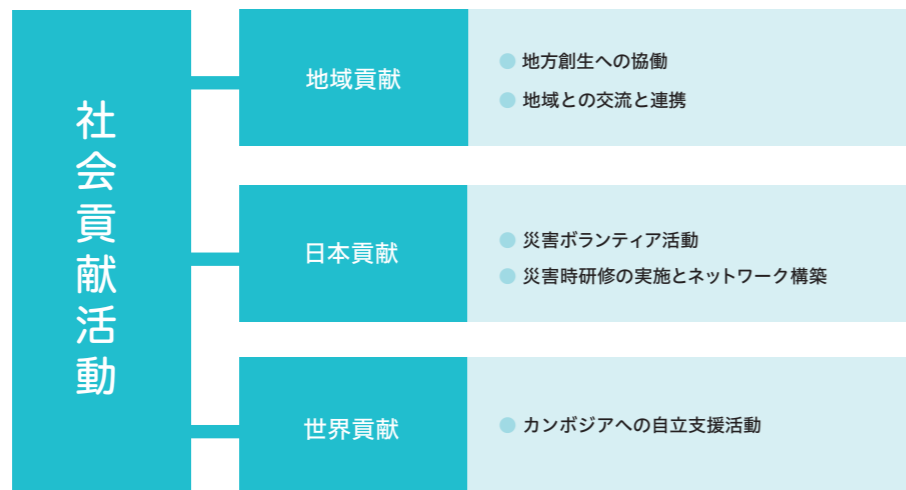 社会貢献活動
地域貢献
地方創生への協働
地域との交流と連携
日本貢献
災害ボランティア活動
災害時研修の実施とネットワーク構築
世界貢献
カンボジアへの自立支援活動